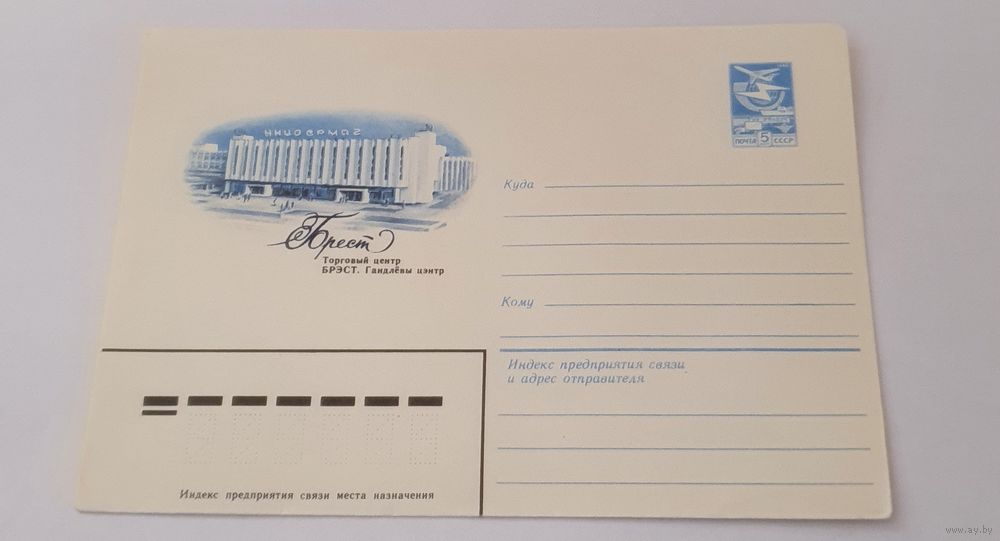 УНИВЕРМАГ
Брест
Торговый центр
БРЭСТ. Гандлёвы цэнтр
ПОЧТА 5 СССР
Куда
Кому
Индекс предприятия связи
и адрес отправителя
Индекс предприятия связи места назначения
www.ay.by